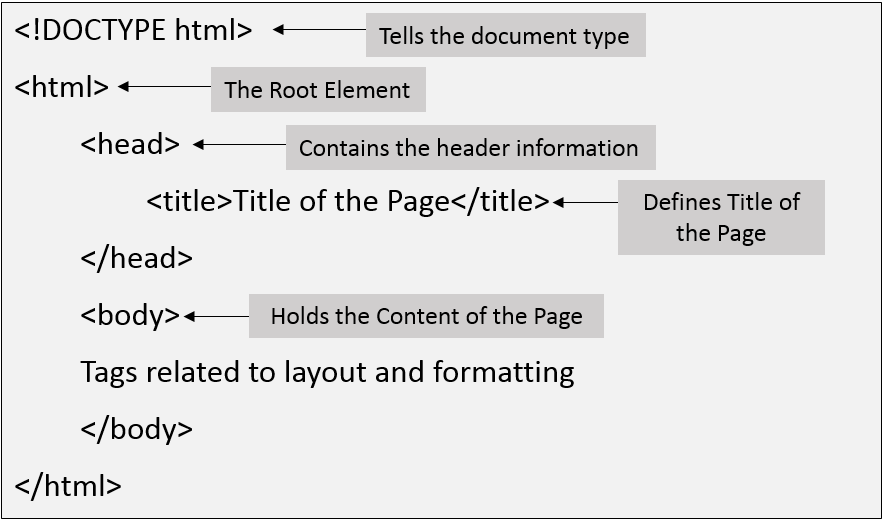 <!DOCTYPE html>
Tells the document type
<html>
The Root Element
<head>
Contains the header information
<title>Title of the Page</title>
Defines Title of
the Page
</head>
<body>
Holds the Content of the Page
Tags related to layout and formatting
</body>
</html>